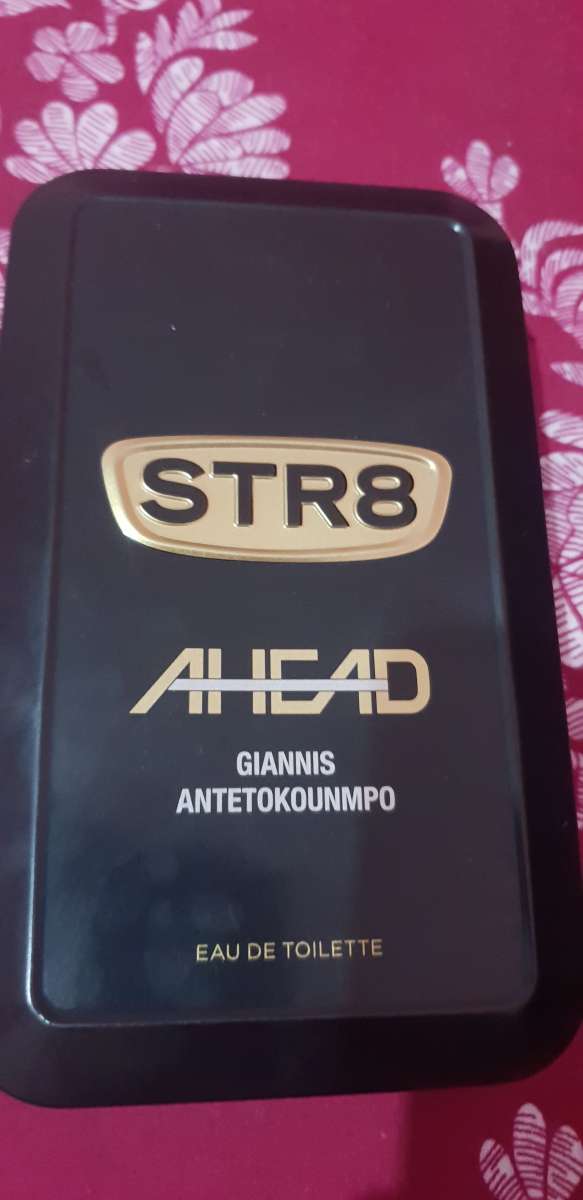 STR8
AHEAD
GIANNIS
ANTETOKOUNMPO
EAU DE TOILETTE